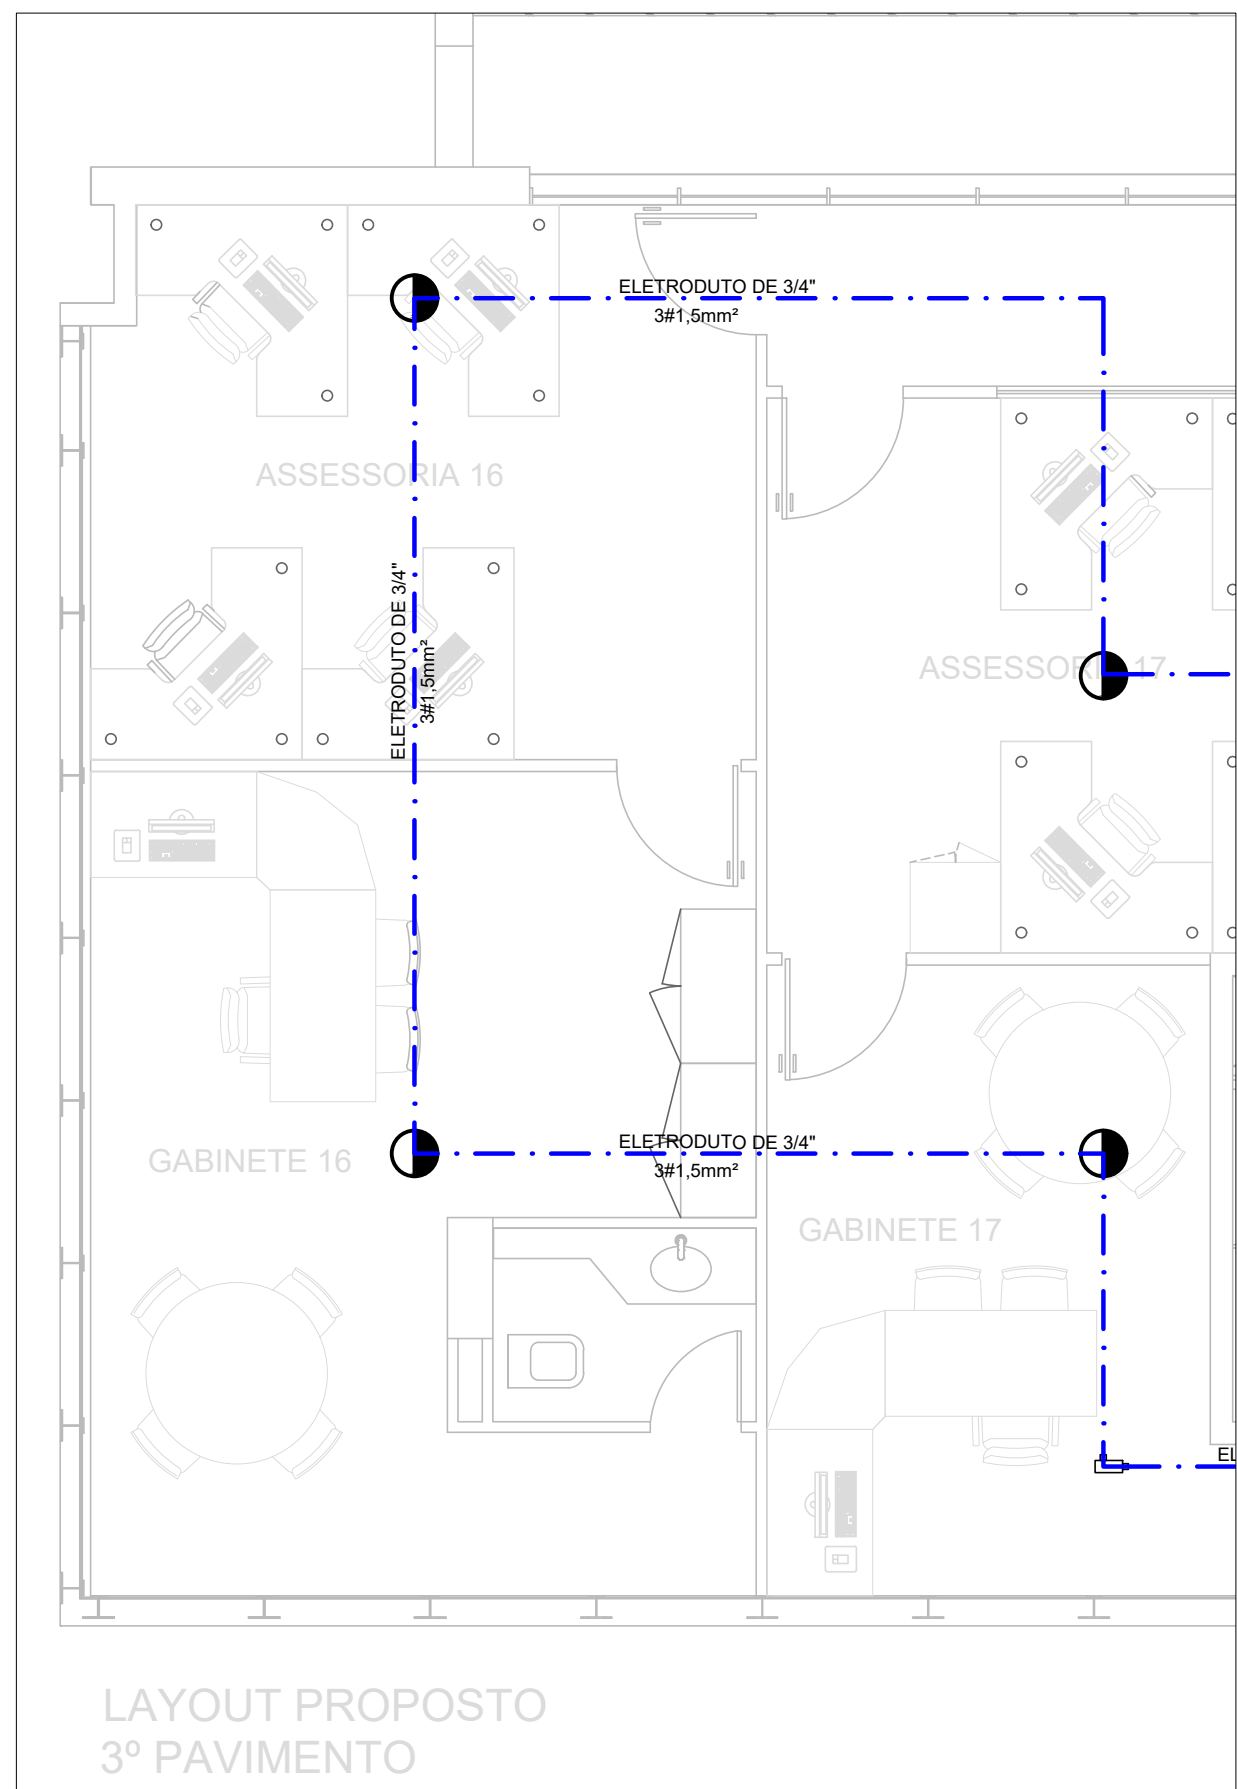 ELETRODUTO DE 3/4"
3#1,5mm²
ASSESSORIA 16
ELETRODUTO DE 3/4"
3#1,5mm²
ASSESSORIA 17
ELETRODUTO DE 3/4"
3#1,5mm²
GABINETE 16
GABINETE 17
EL
LAYOUT PROPOSTO
3º PAVIMENTO